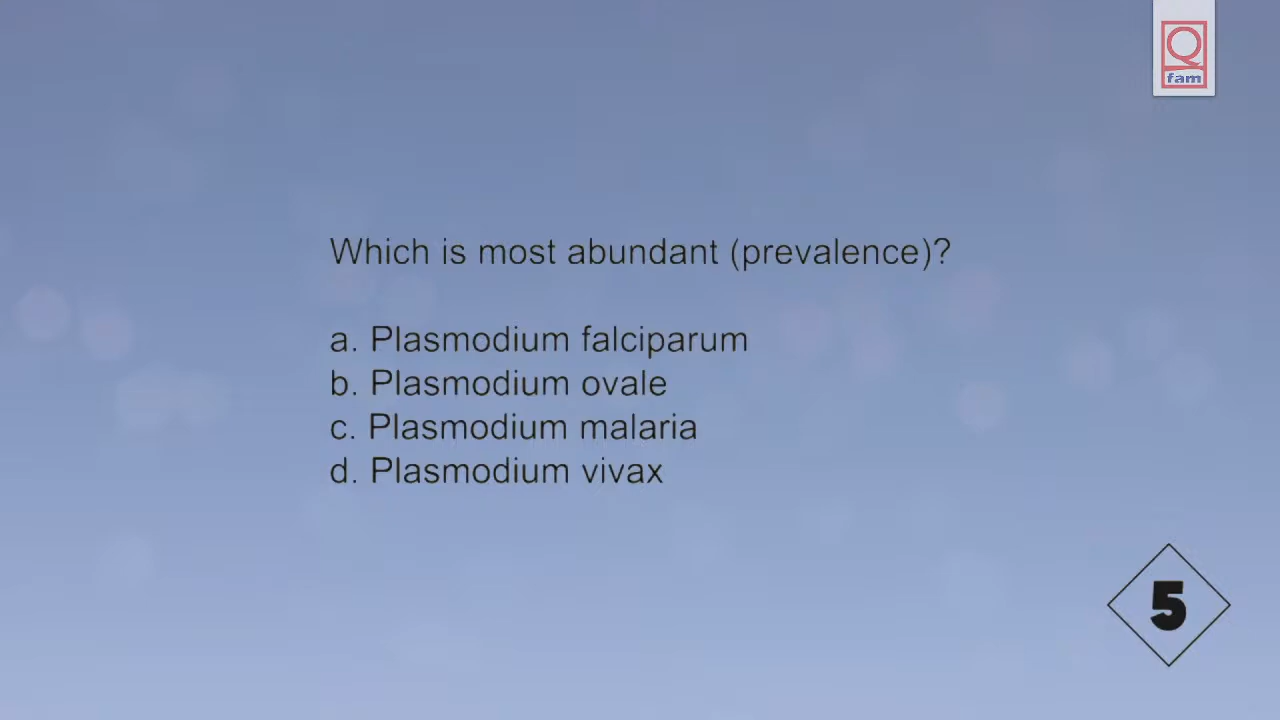 Q
fam
Which is most abundant (prevalence)?
a. Plasmodium falciparum
b. Plasmodium ovale
c. Plasmodium malaria
d. Plasmodium vivax
5